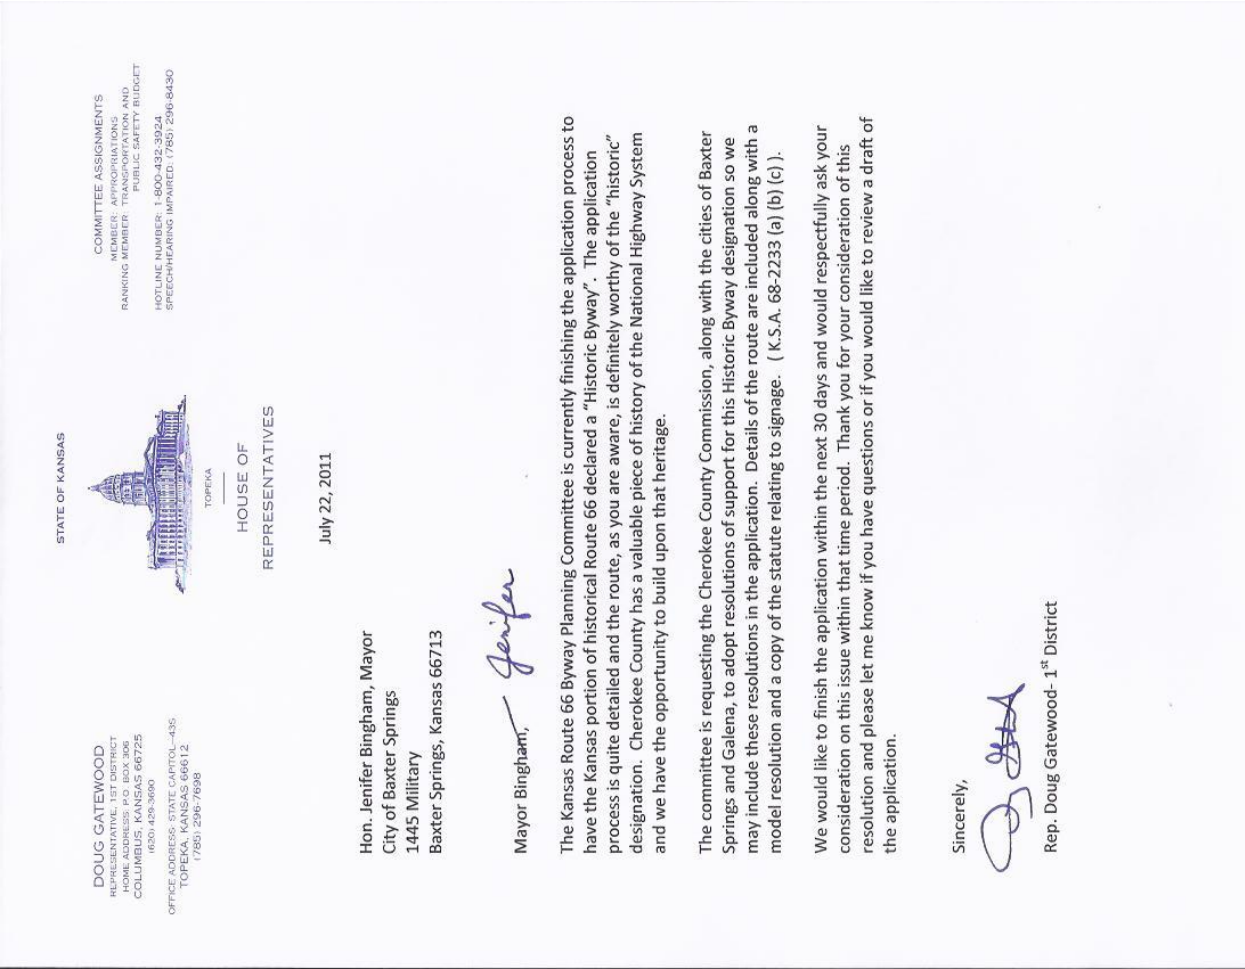 STATE OF KANSAS
DOUG GATEWOOD
REPRESENTATIVE, 1ST DISTRICT
HOME ADDRESS: P.O. BOX 306
COLUMBUS, KANSAS 66725
(620) 429-3690
OFFICE ADDRESS: STATE CAPITOL—435
TOPEKA, KANSAS 66612
(785) 296-7698
TOPEKA
HOUSE OF
REPRESENTATIVES
COMMITTEE ASSIGNMENTS
MEMBER: APPROPRIATIONS
RANKING MEMBER: TRANSPORTATION AND
PUBLIC SAFETY BUDGET
HOTLINE NUMBER: 1-800-432-3924
SPEECH/HEARING IMPAIRED: (785) 296-8430
July 22, 2011
Hon. Jenifer Bingham, Mayor
City of Baxter Springs
1445 Military
Baxter Springs, Kansas 66713
Mayor Bingham, Jenifer
The Kansas Route 66 Byway Planning Committee is currently finishing the application process to
have the Kansas portion of historical Route 66 declared a “Historic Byway”. The application
process is quite detailed and the route, as you are aware, is definitely worthy of the “historic”
designation. Cherokee County has a valuable piece of history of the National Highway System
and we have the opportunity to build upon that heritage.
The committee is requesting the Cherokee County Commission, along with the cities of Baxter
Springs and Galena, to adopt resolutions of support for this Historic Byway designation so we
may include these resolutions in the application. Details of the route are included along with a
model resolution and a copy of the statute relating to signage. ( K.S.A. 68-2233 (a) (b) (c) ).
We would like to finish the application within the next 30 days and would respectfully ask your
consideration on this issue within that time period. Thank you for your consideration of this
resolution and please let me know if you have questions or if you would like to review a draft of
the application.
Sincerely,
Rep. Doug Gatewood- 1st District